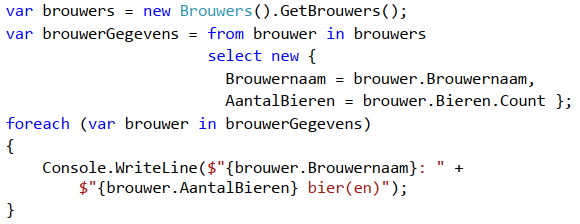 var brouwers = new Brouwers().GetBrouwers();
var brouwerGegevens = from brouwer in brouwers
                      select new {
                        Brouwernaam = brouwer.Brouwernaam,
                        AantalBieren = brouwer.Bieren.Count };
foreach (var brouwer in brouwerGegevens)
{
    Console.WriteLine($"{brouwer.Brouwernaam}: " +
        $"{brouwer.AantalBieren} bier(en)");
}